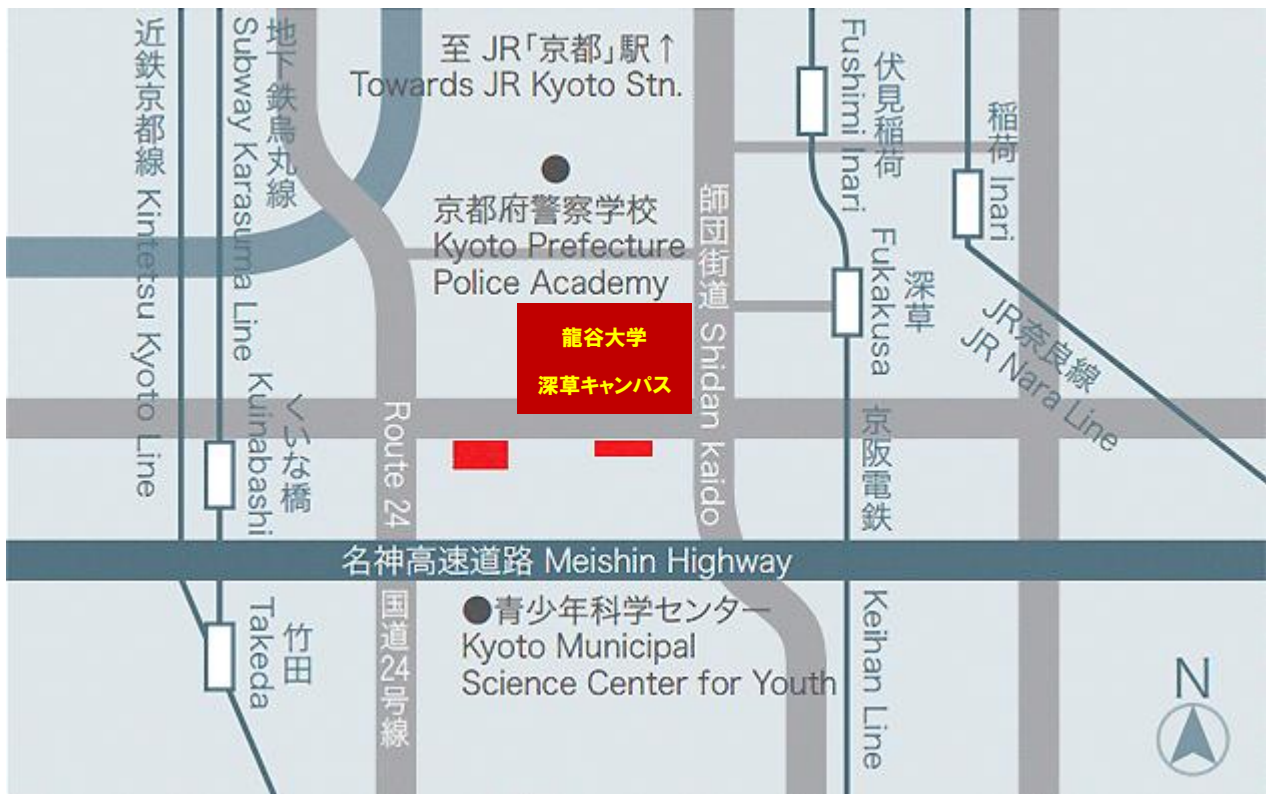 近鉄京都線 Kintetsu Kyoto Line
地下鉄烏丸線
Subway Karasuma Line
至 JR「京都」駅↑
Towards JR Kyoto Stn.
京都府警察学校
Kyoto Prefecture
Police Academy
師団街道 Shidan kaido
伏見稲荷
Fushimi Inari
稲荷 Inari
深草
Fukakusa
JR奈良線
JR Nara Line
龍谷大学
深草キャンパス
くいな橋
Kuinabashi
Route 24
京阪電鉄
名神高速道路 Meishin Highway
竹田
Takeda
国道24号線
●青少年科学センター
Kyoto Municipal
Science Center for Youth
Keihan Line
N